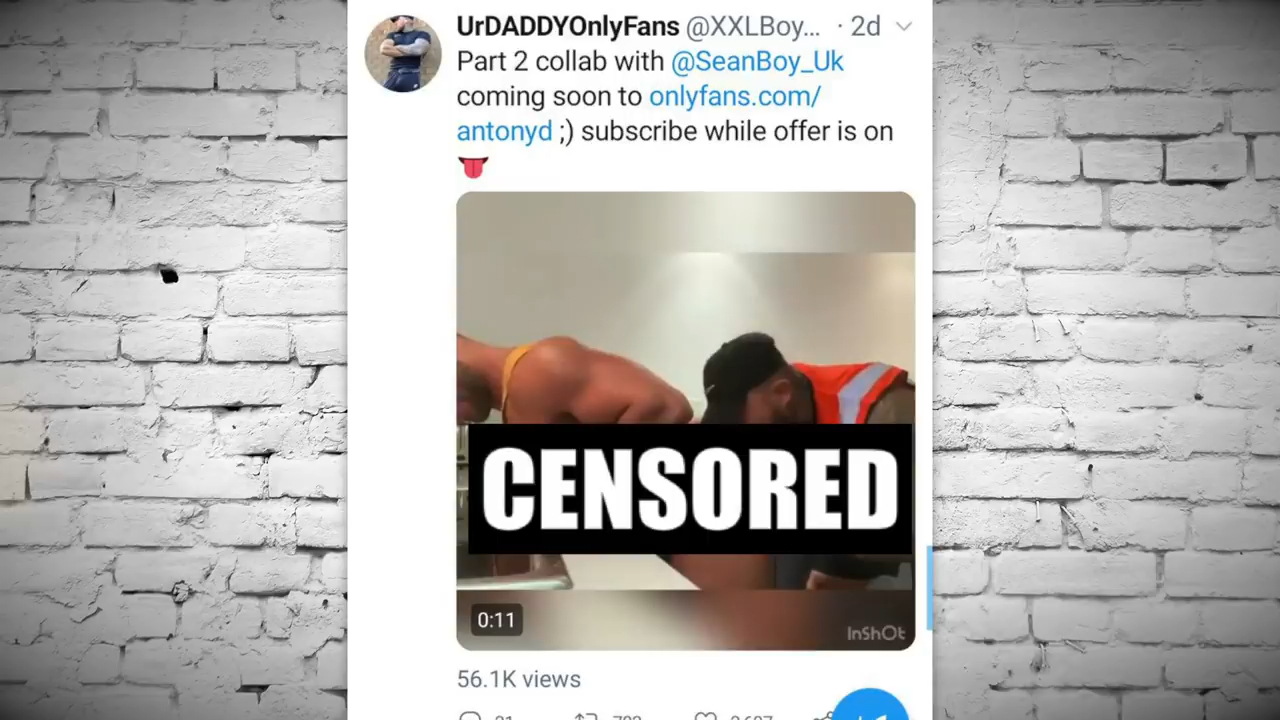 UrDADDYOnlyFans @XXLBoy... · 2d
Part 2 collab with @SeanBoy_Uk
coming soon to onlyfans.com/
antonyd ;) subscribe while offer is on
CENSORED
0:11
InShOt
56.1K views